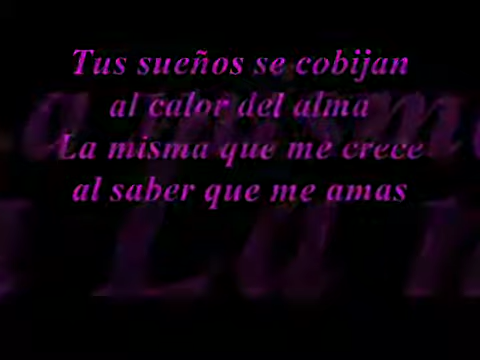 Tus sueños se cobijan
al calor del alma
La misma que me crece
al saber que me amas